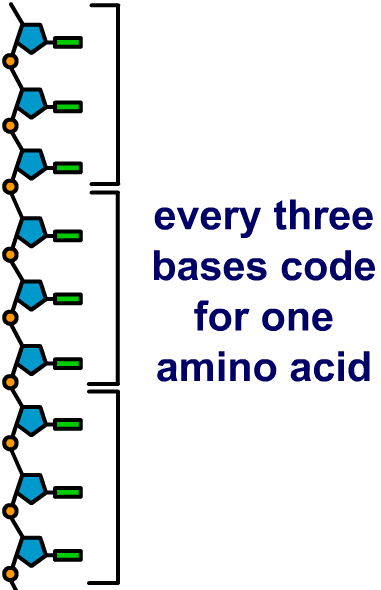 every three
bases code
for one
amino acid